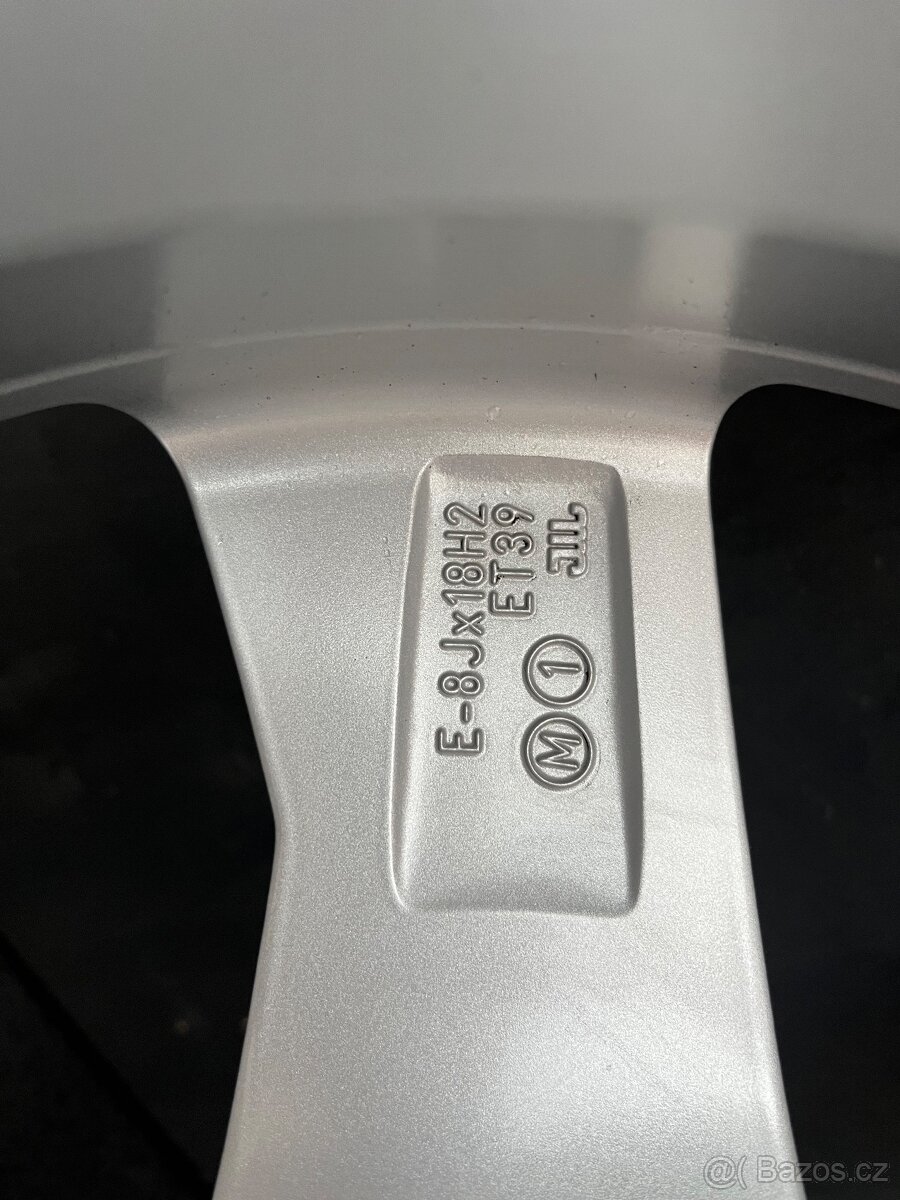 E-8Jx18H2
ET39
JWL
M 1
@( Bazos.cz